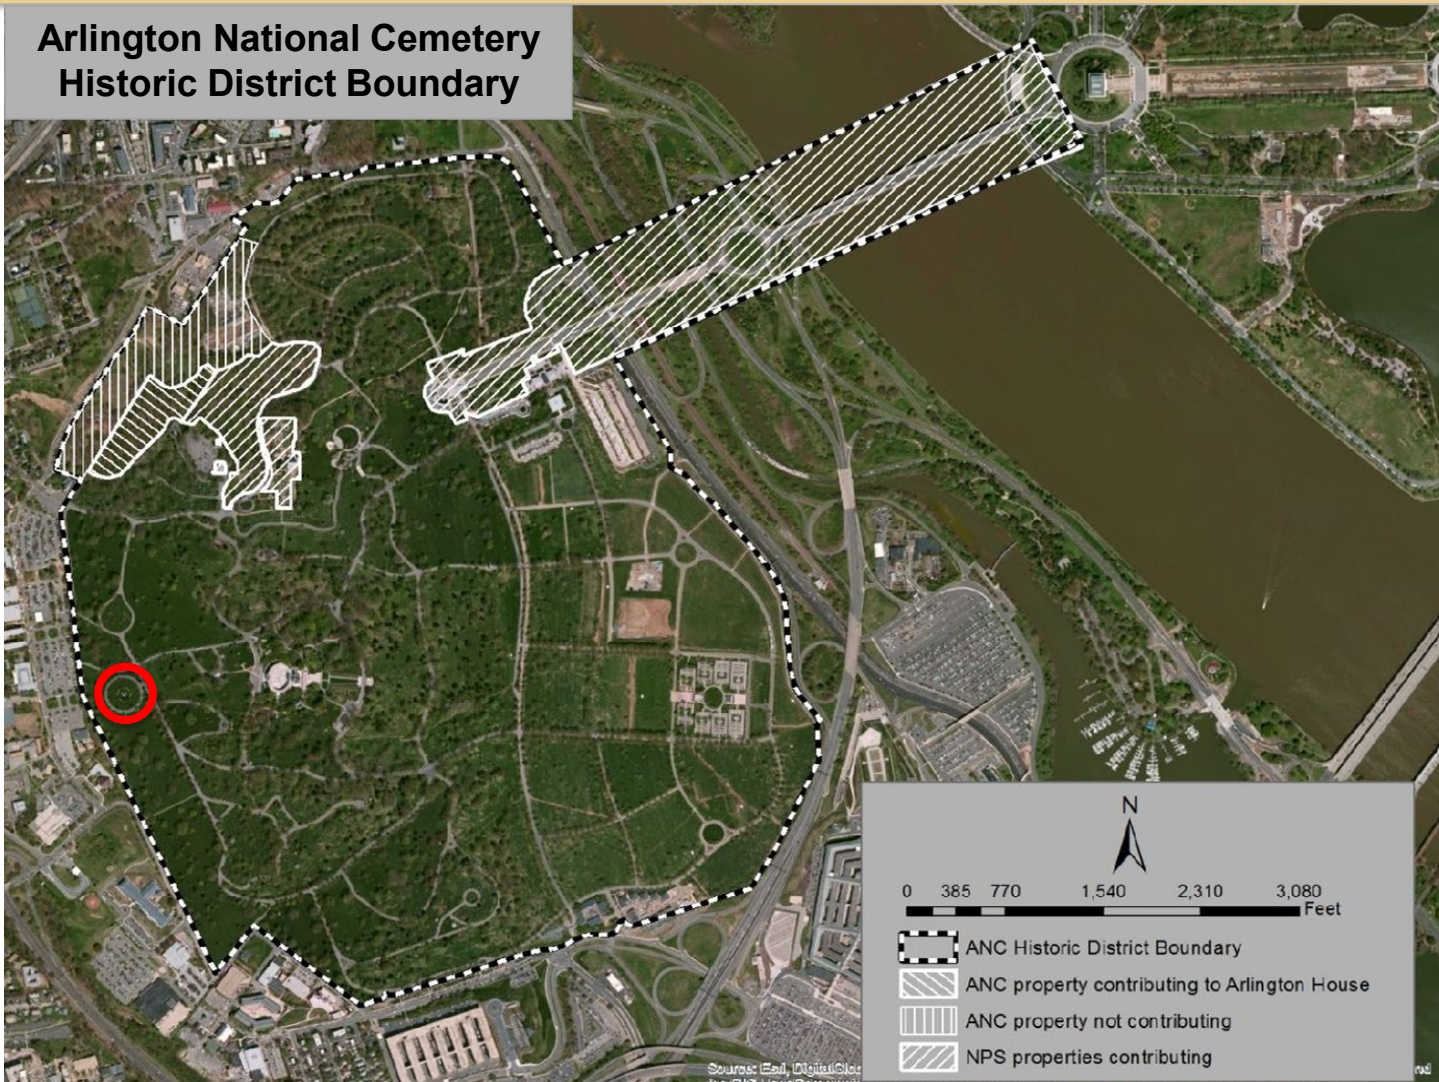 Arlington National Cemetery
Historic District Boundary
N
0 385 770 1,540 2,310 3,080
Feet
ANC Historic District Boundary
ANC property contributing to Arlington House
ANC property not contributing
NPS properties contributing
Source: Esri,